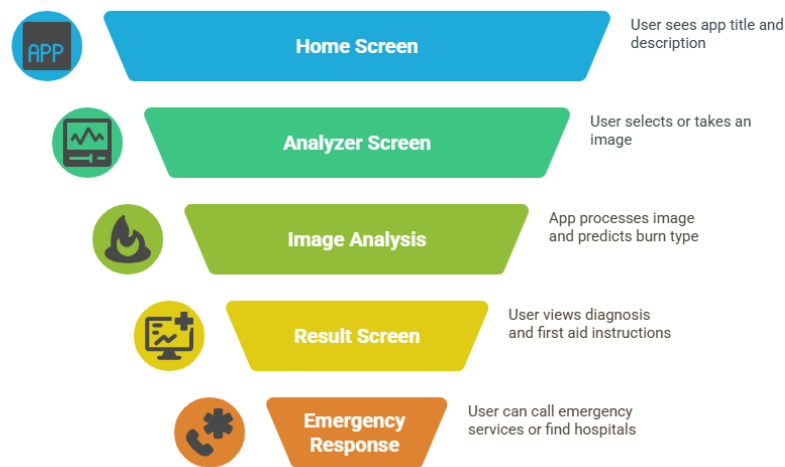 APP
Home Screen
User sees app title and
description
Analyzer Screen
User selects or takes an
image
Image Analysis
App processes image
and predicts burn type
Result Screen
User views diagnosis
and first aid instructions
Emergency
Response
User can call emergency
services or find hospitals